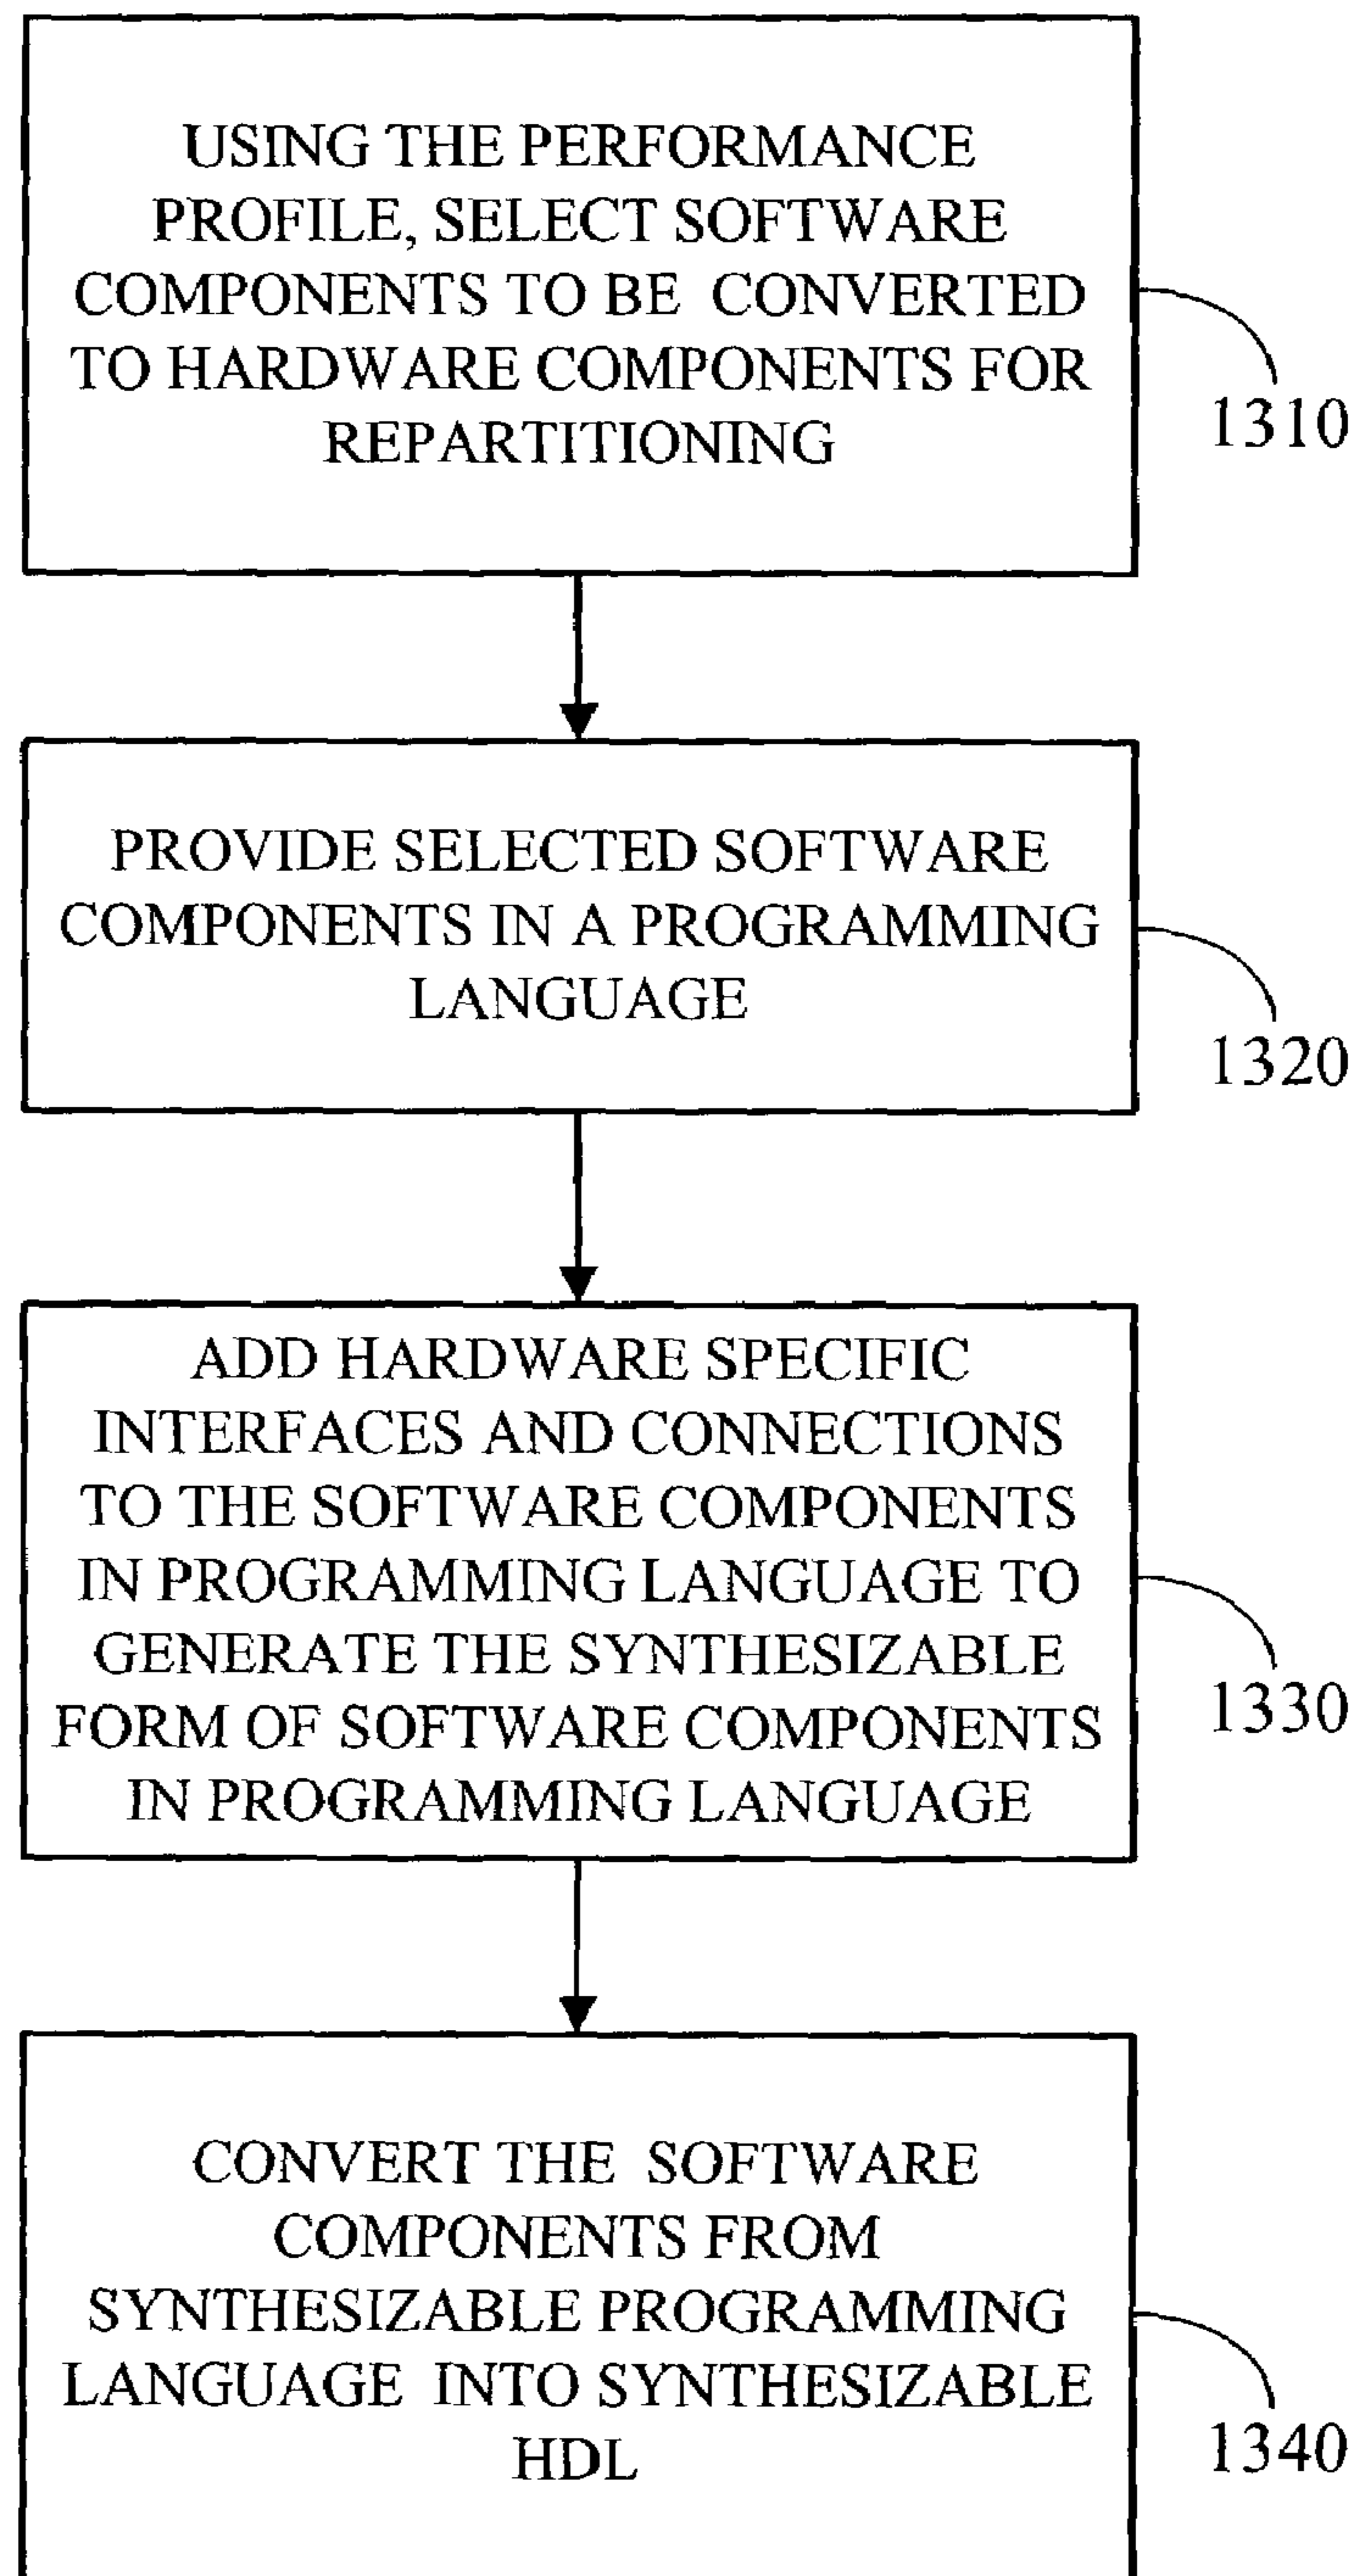 USING THE PERFORMANCE
PROFILE, SELECT SOFTWARE
COMPONENTS TO BE CONVERTED
TO HARDWARE COMPONENTS FOR
REPARTITIONING
1310
PROVIDE SELECTED SOFTWARE
COMPONENTS IN A PROGRAMMING
LANGUAGE
1320
ADD HARDWARE SPECIFIC
INTERFACES AND CONNECTIONS
TO THE SOFTWARE COMPONENTS
IN PROGRAMMING LANGUAGE TO
GENERATE THE SYNTHESIZABLE
FORM OF SOFTWARE COMPONENTS
IN PROGRAMMING LANGUAGE
1330
CONVERT THE SOFTWARE
COMPONENTS FROM
SYNTHESIZABLE PROGRAMMING
LANGUAGE INTO SYNTHESIZABLE
HDL
1340